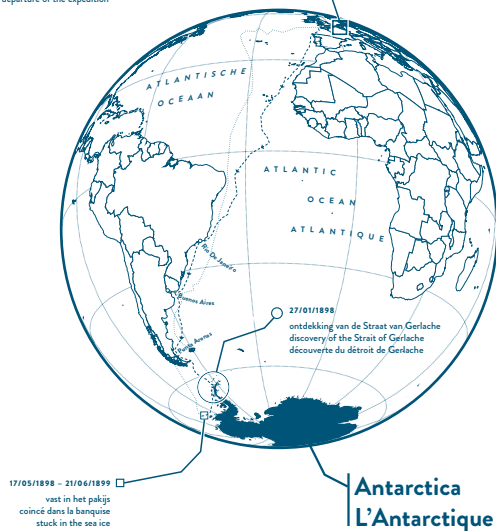 departure of the expedition
ATLANTISCHE
OCEAAN
ATLANTIC
OCEAN
ATLANTIQUE
Rio De Janeiro
Buenos Aires
Punta Arenas
27/01/1898
ontdekking van de Straat van Gerlache
discovery of the Strait of Gerlache
découverte du détroit de Gerlache
17/05/1898 – 21/06/1899
vast in het pakijs
coincé dans la banquise
stuck in the sea ice
Antarctica
L'Antarctique